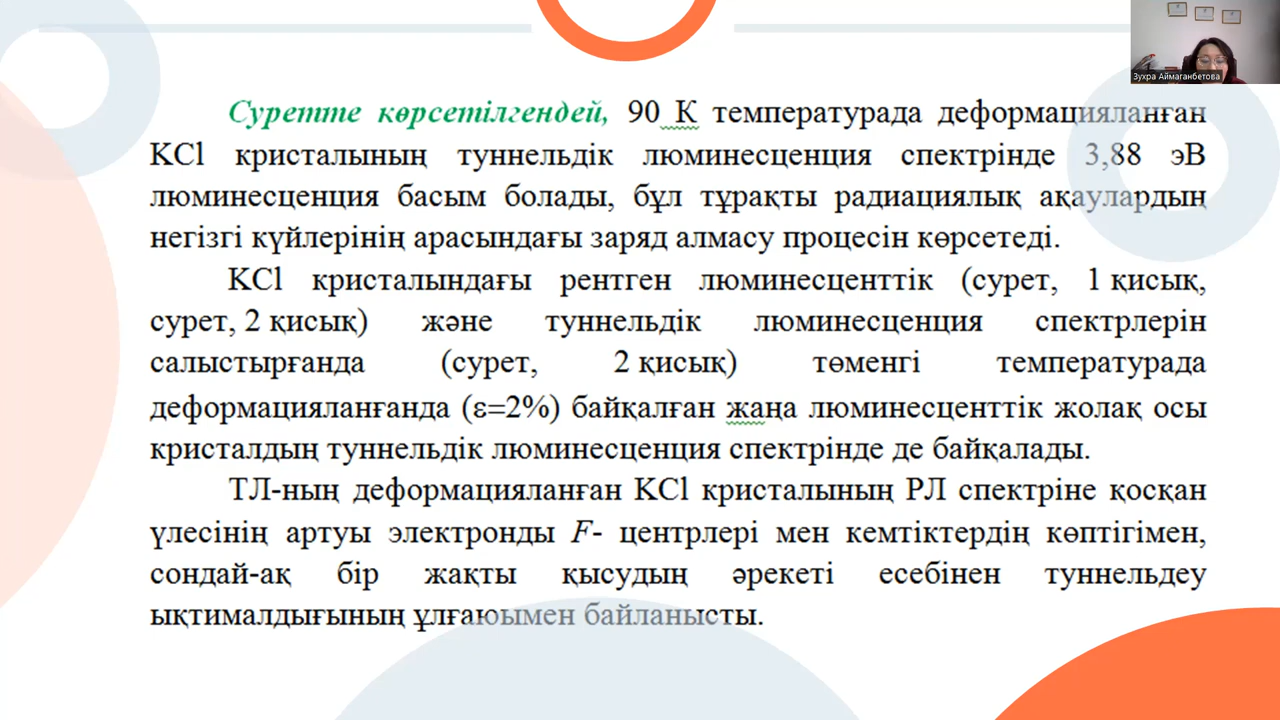 Зухра Аймаганбетова
Суретте көрсетілгендей, 90 К температурада деформацияланған
KCl кристалының туннельдік люминесценция спектрінде 3,88 эВ
люминесценция басым болады, бұл тұрақты радиациялық ақаулардың
негізгі күйлерінің арасындағы заряд алмасу процесін көрсетеді.
KCl кристалындағы рентген люминесценттік (сурет, 1 қисық,
сурет, 2 қисық) және туннельдік люминесценция спектрлерін
салыстырғанда (сурет, 2 қисық) төменгі температурада
деформацияланғанда (ε=2%) байқалған жаңа люминесценттік жолақ осы
кристалдың туннельдік люминесценция спектрінде де байқалады.
ТЛ-ның деформацияланған KCl кристалының РЛ спектріне қосқан
үлесінің артуы электронды F- центрлері мен кемтіктердің көптігімен,
сондай-ақ бір жақты қысудың әрекеті есебінен туннельдеу
ықтималдығының ұлғаюымен байланысты.